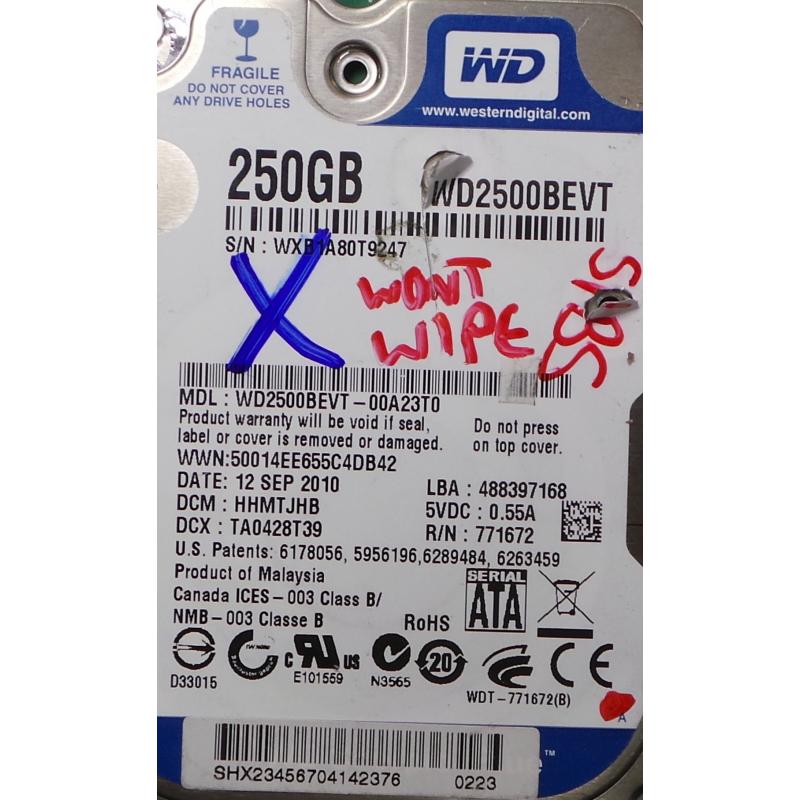 FRAGILE
DO NOT COVER
ANY DRIVE HOLES
WD
www.westerndigital.com
250GB WD2500BEVT
S/N : WXB1A80T9247
X
WONT
WIPE
MDL : WD2500BEVT-00A23T0
Product warranty will be void if seal,
label or cover is removed or damaged.
Do not press
on top cover.
WWN:50014EE655C4DB42
DATE: 12 SEP 2010
DCM : HHMTJHB
DCX : TA0428T39
LBA : 488397168
5VDC : 0.55A
R/N : 771672
U.S. Patents: 6178056, 5956196,6289484, 6263459
Product of Malaysia
Canada ICES-003 Class B/
NMB-003 Classe B
RoHS
SERIAL
ATA
D33015
c UR US
E101559
N3565
20
WDT-771672(B)
CE
A
SHX23456704142376 0223
TM